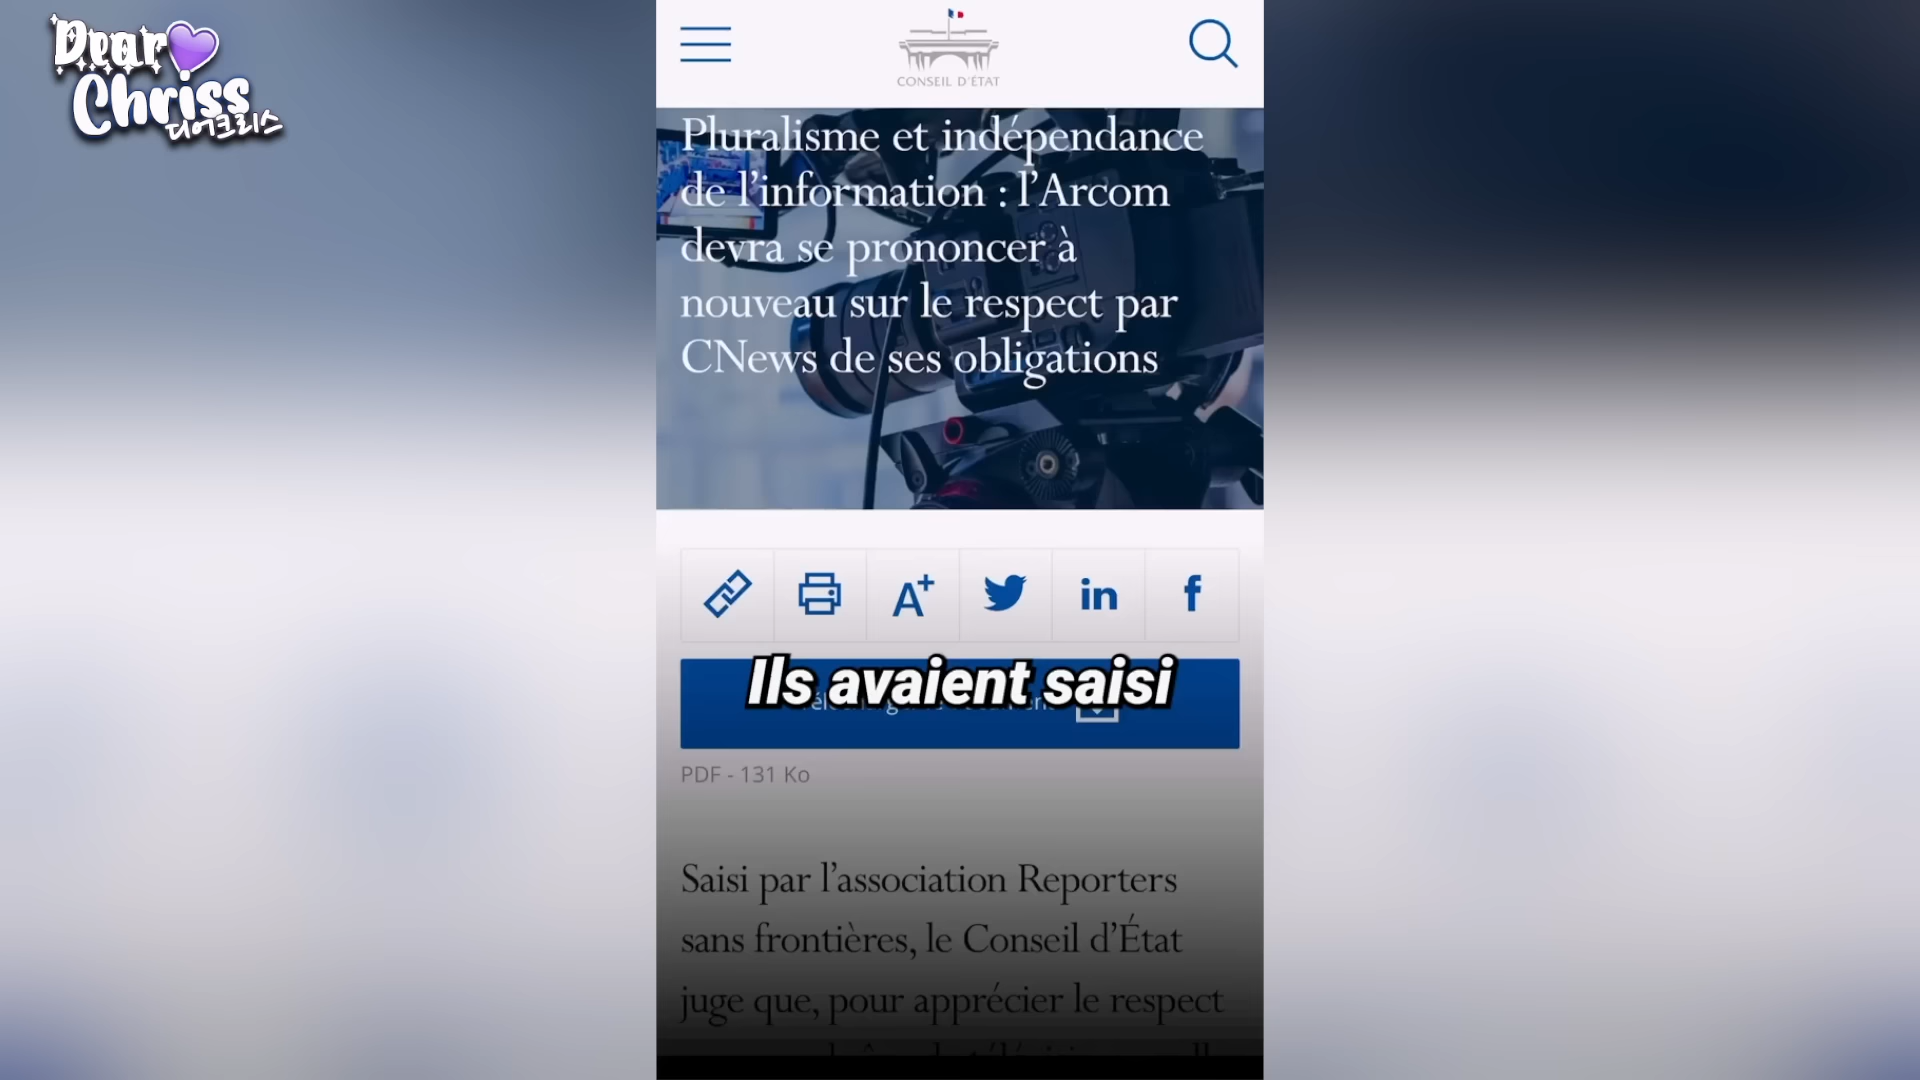 Dear
Chriss
디어크리스
CONSEIL D'ÉTAT
Pluralisme et indépendance
de l'information : l'Arcom
devra se prononcer à
nouveau sur le respect par
CNews de ses obligations
A+
in
f
Ils avaient saisi
PDF - 131 Ko
Saisi par l'association Reporters
sans frontières, le Conseil d'État
juge que, pour apprécier le respect